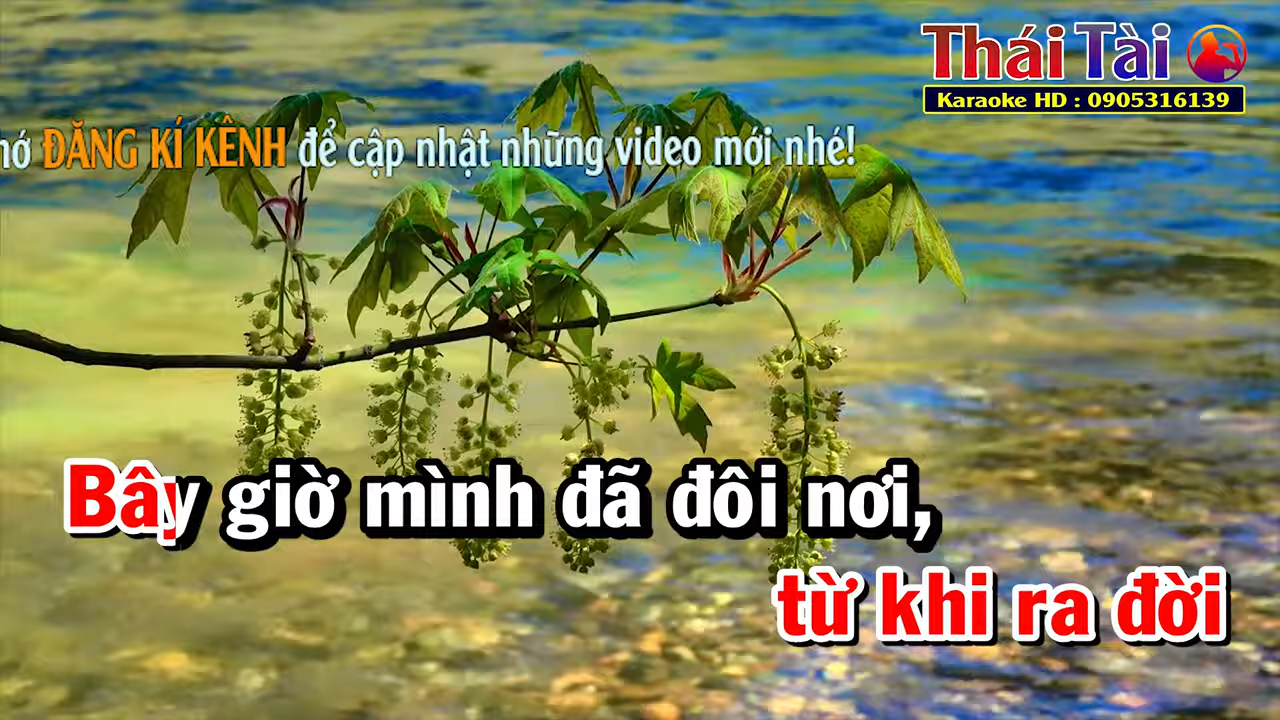 Thái Tài
Karaoke HD : 0905316139
ĐĂNG KÍ KÊNH để cập nhật những video mới nhé!
Bây giờ mình đã đôi nơi,
từ khi ra đời